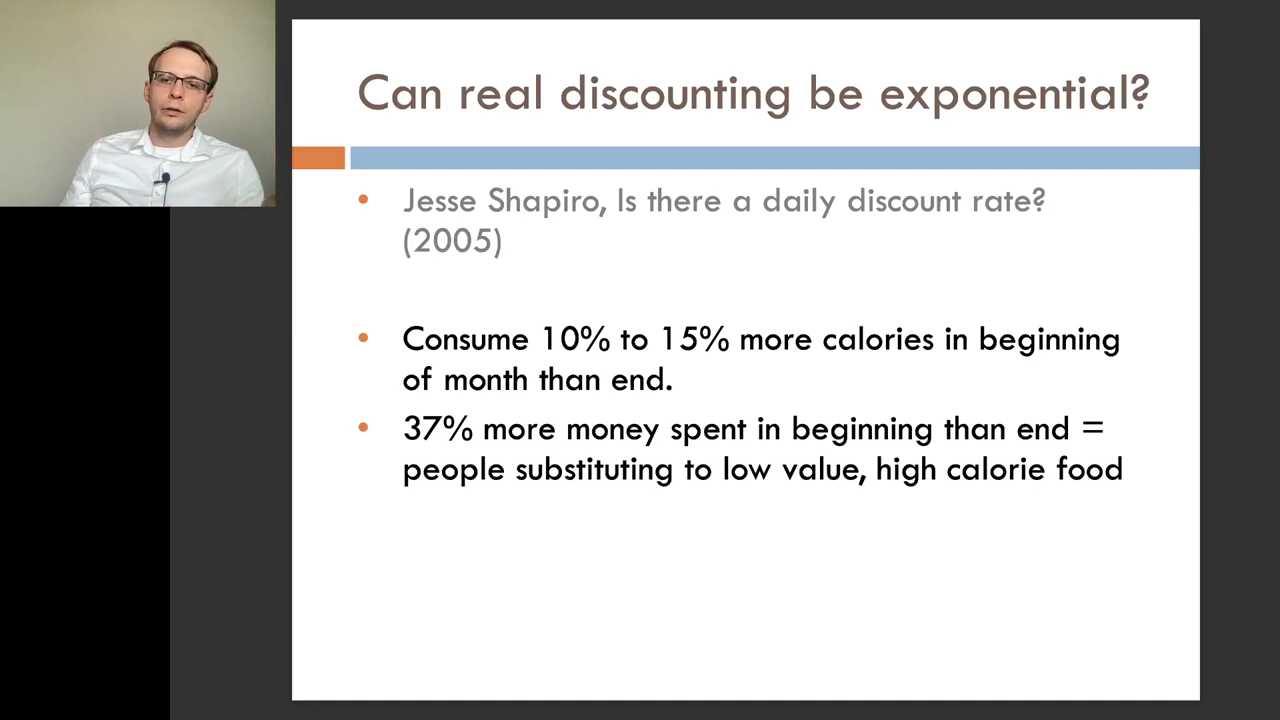 Can real discounting be exponential?
• Jesse Shapiro, Is there a daily discount rate?
(2005)
• Consume 10% to 15% more calories in beginning
of month than end.
• 37% more money spent in beginning than end =
people substituting to low value, high calorie food